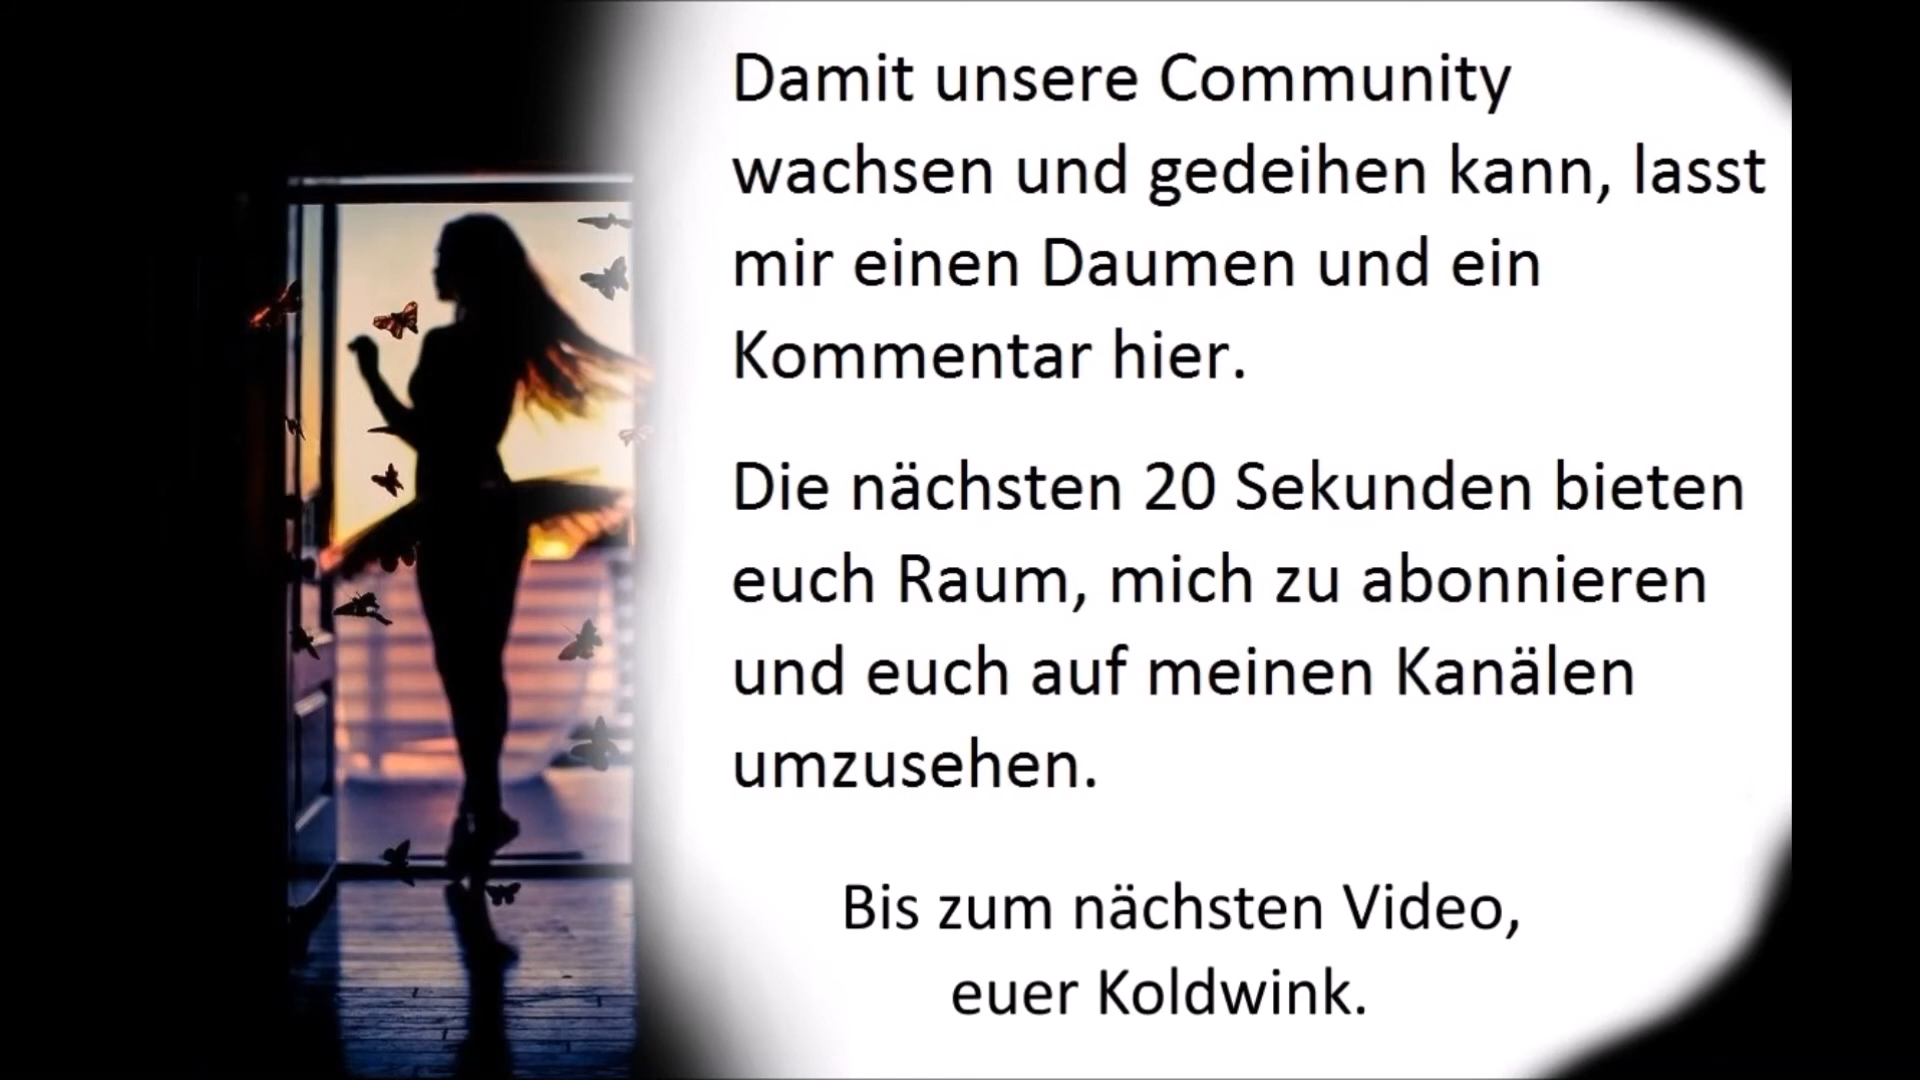 Damit unsere Community
wachsen und gedeihen kann, lasst
mir einen Daumen und ein
Kommentar hier.
Die nächsten 20 Sekunden bieten
euch Raum, mich zu abonnieren
und euch auf meinen Kanälen
umzusehen.
Bis zum nächsten Video,
euer Koldwink.